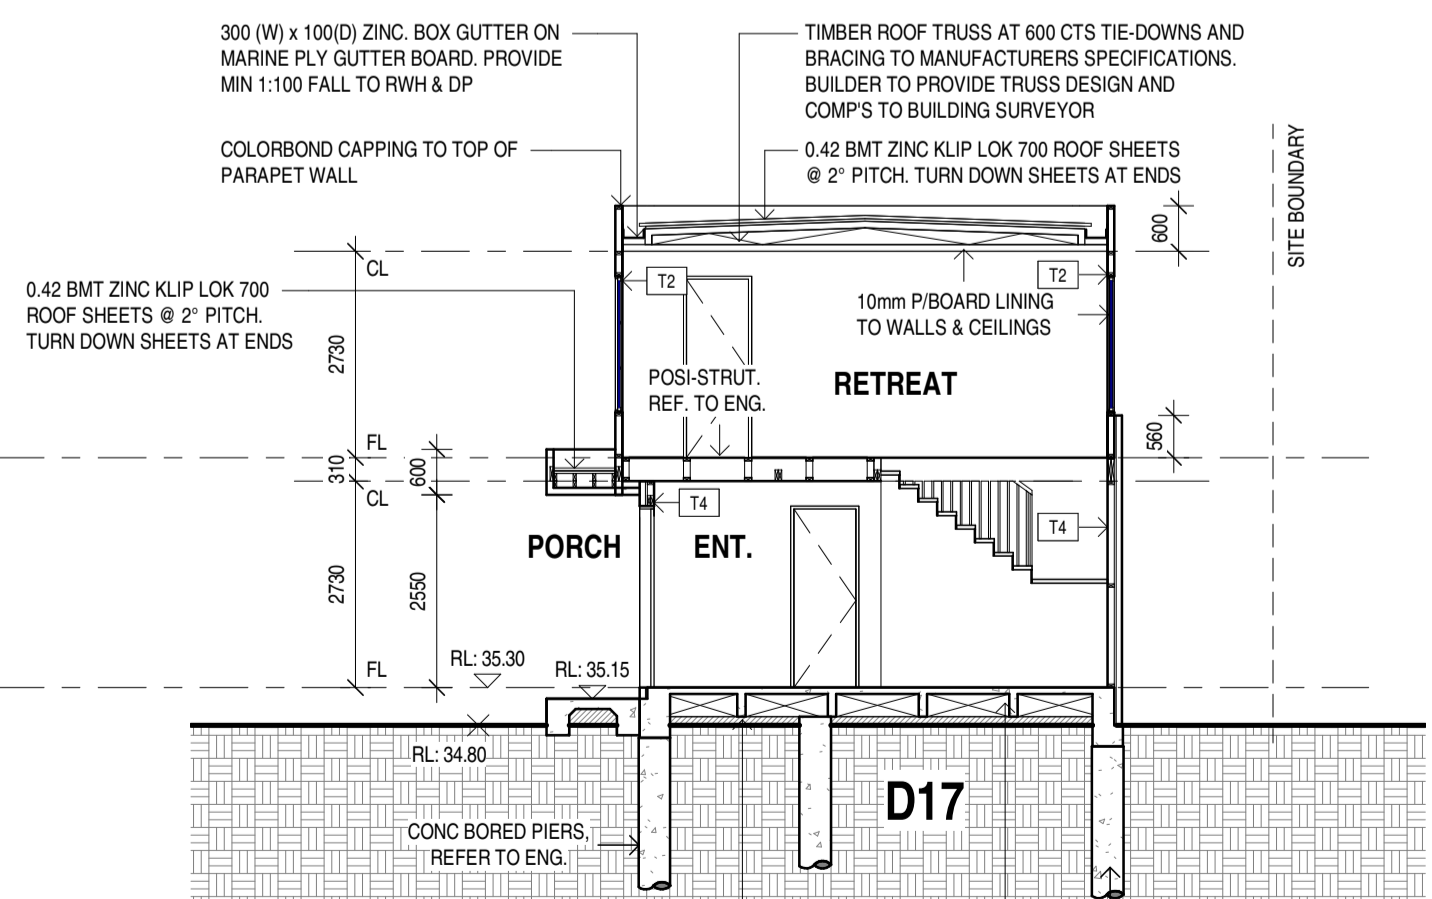 300 (W) x 100(D) ZINC. BOX GUTTER ON
MARINE PLY GUTTER BOARD. PROVIDE
MIN 1:100 FALL TO RWH & DP
TIMBER ROOF TRUSS AT 600 CTS TIE-DOWNS AND
BRACING TO MANUFACTURERS SPECIFICATIONS.
BUILDER TO PROVIDE TRUSS DESIGN AND
COMP'S TO BUILDING SURVEYOR
COLORBOND CAPPING TO TOP OF
PARAPET WALL
0.42 BMT ZINC KLIP LOK 700 ROOF SHEETS
@ 2° PITCH. TURN DOWN SHEETS AT ENDS
SITE BOUNDARY
600
CL
T2
T2
0.42 BMT ZINC KLIP LOK 700
ROOF SHEETS @ 2° PITCH.
TURN DOWN SHEETS AT ENDS
10mm P/BOARD LINING
TO WALLS & CEILINGS
2730
POSI-STRUT.
REF. TO ENG.
RETREAT
FL
560
310
600
CL
T4
T4
PORCH
ENT.
2730
2550
FL
RL: 35.30
RL: 35.15
RL: 34.80
D17
CONC BORED PIERS,
REFER TO ENG.